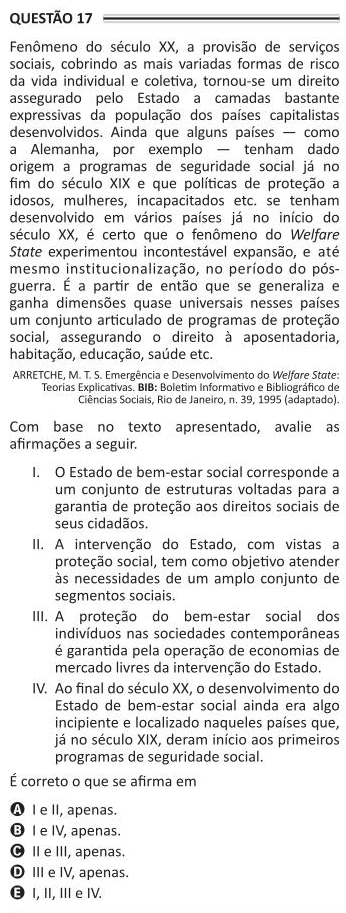 QUESTÃO 17
Fenômeno do século XX, a provisão de serviços
sociais, cobrindo as mais variadas formas de risco
da vida individual e coletiva, tornou-se um direito
assegurado pelo Estado a camadas bastante
expressivas da população dos países capitalistas
desenvolvidos. Ainda que alguns países — como
a Alemanha, por exemplo — tenham dado
origem a programas de seguridade social já no
fim do século XIX e que políticas de proteção a
idosos, mulheres, incapacitados etc. se tenham
desenvolvido em vários países já no início do
século XX, é certo que o fenômeno do Welfare
State experimentou incontestável expansão, e até
mesmo institucionalização, no período do pós-
guerra. É a partir de então que se generaliza e
ganha dimensões quase universais nesses países
um conjunto articulado de programas de proteção
social, assegurando o direito à aposentadoria,
habitação, educação, saúde etc.
ARRETCHE, M. T. S. Emergência e Desenvolvimento do Welfare State:
Teorias Explicativas. BIB: Boletim Informativo e Bibliográfico de
Ciências Sociais, Rio de Janeiro, n. 39, 1995 (adaptado).
Com base no texto apresentado, avalie as
afirmações a seguir.
I. O Estado de bem-estar social corresponde a
um conjunto de estruturas voltadas para a
garantia de proteção aos direitos sociais de
seus cidadãos.
II. A intervenção do Estado, com vistas a
proteção social, tem como objetivo atender
às necessidades de um amplo conjunto de
segmentos sociais.
III. A proteção do bem-estar social dos
indivíduos nas sociedades contemporâneas
é garantida pela operação de economias de
mercado livres da intervenção do Estado.
IV. Ao final do século XX, o desenvolvimento do
Estado de bem-estar social ainda era algo
incipiente e localizado naqueles países que,
já no século XIX, deram início aos primeiros
programas de seguridade social.
É correto o que se afirma em
A I e II, apenas.
B I e IV, apenas.
C II e III, apenas.
D III e IV, apenas.
E I, II, III e IV.